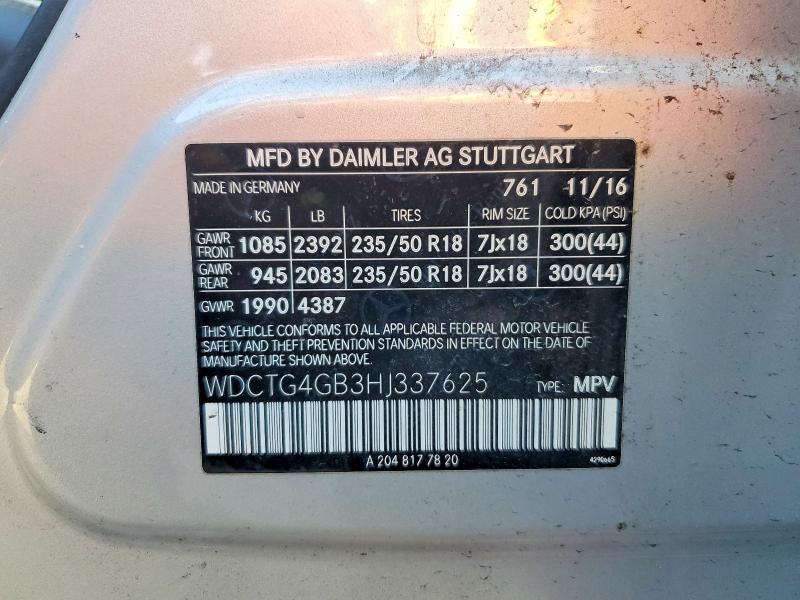 MFD BY DAIMLER AG STUTTGART
MADE IN GERMANY 761 11/16
KG LB TIRES RIM SIZE COLD KPA (PSI)
GAWR FRONT 1085 2392 235/50 R18 7Jx18 300(44)
GAWR REAR 945 2083 235/50 R18 7Jx18 300(44)
GVWR 1990 4387
THIS VEHICLE CONFORMS TO ALL APPLICABLE FEDERAL MOTOR VEHICLE
SAFETY AND THEFT PREVENTION STANDARDS IN EFFECT ON THE DATE OF
MANUFACTURE SHOWN ABOVE.
WDCTG4GB3HJ337625 TYPE: MPV
A 204 817 78 20 4290665